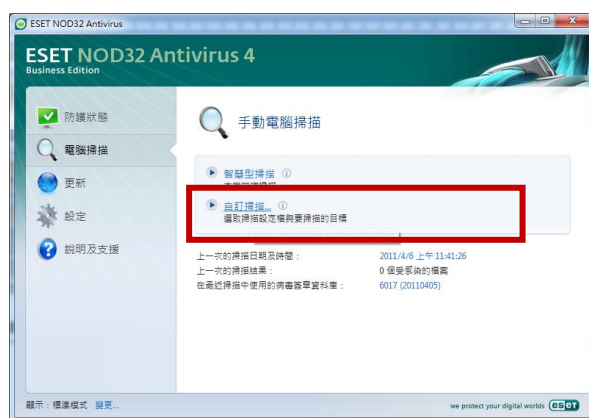 ESET NOD32 Antivirus
ESET NOD32 Antivirus 4
Business Edition
防護狀態
電腦掃描
更新
設定
說明及支援
手動電腦掃描
智慧型掃描
自訂掃描...
選取掃描設定檔與要掃描的目標
上一次的掃描日期及時間： 2011/4/6 上午 11:41:26
上一次的掃描結果： 0 個受感染的檔案
在最近掃描中使用的病毒簽章資料庫： 6017 (20110405)
顯示：標準模式 變更...
we protect your digital worlds eset